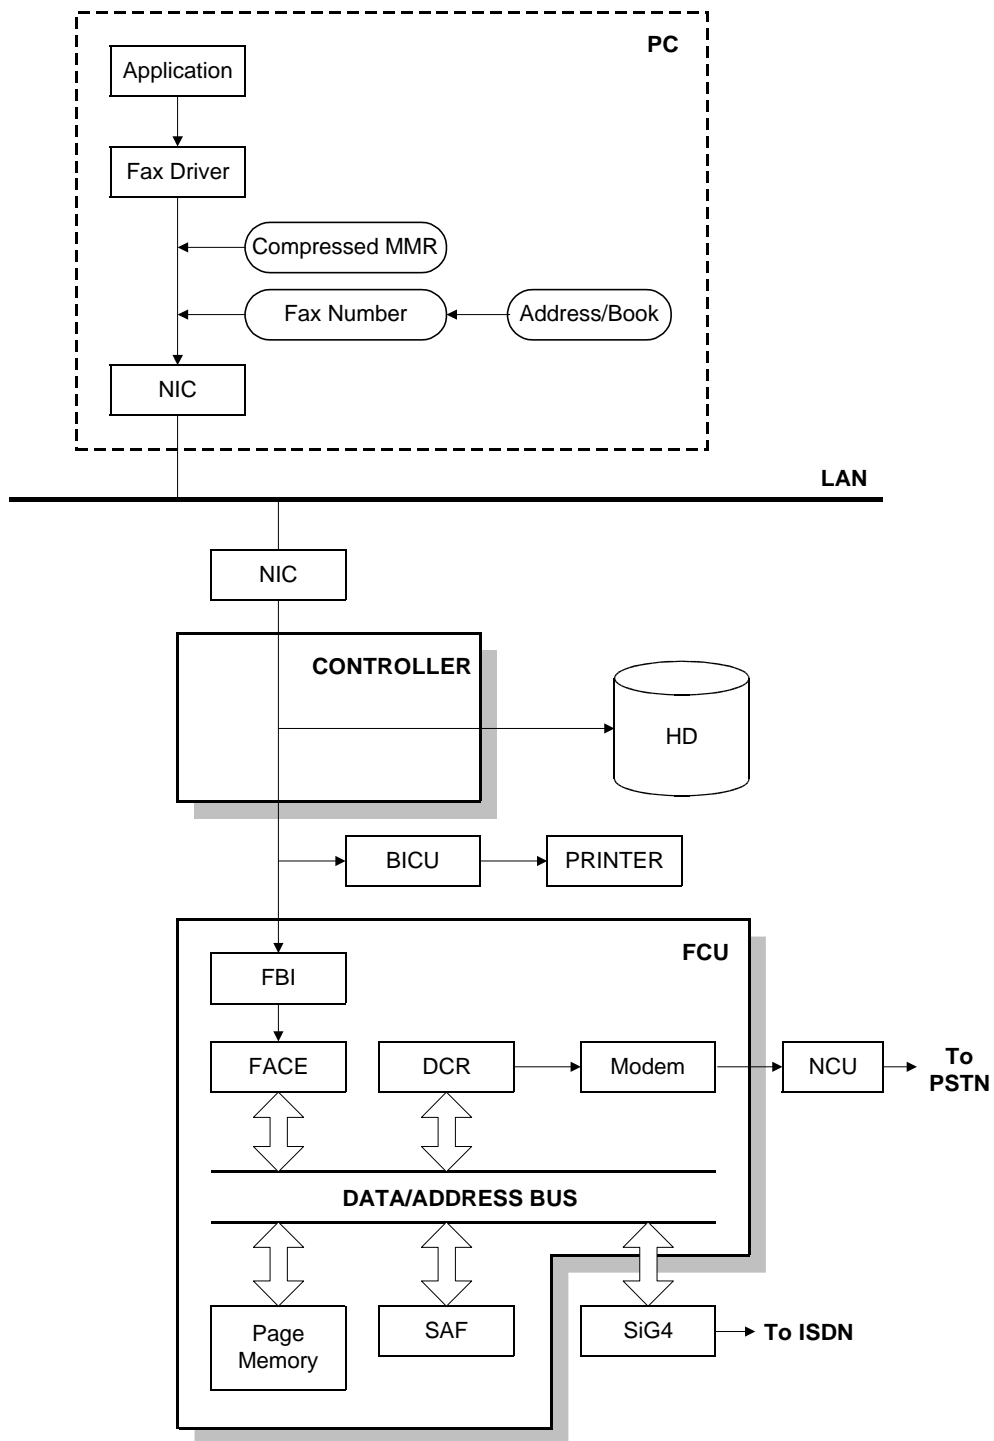 PC
Application
Fax Driver
Compressed MMR
Fax Number
Address/Book
NIC
LAN
NIC
CONTROLLER
HD
BICU
PRINTER
FCU
FBI
FACE
DCR
Modem
NCU
To
PSTN
DATA/ADDRESS BUS
Page
Memory
SAF
SiG4
To ISDN